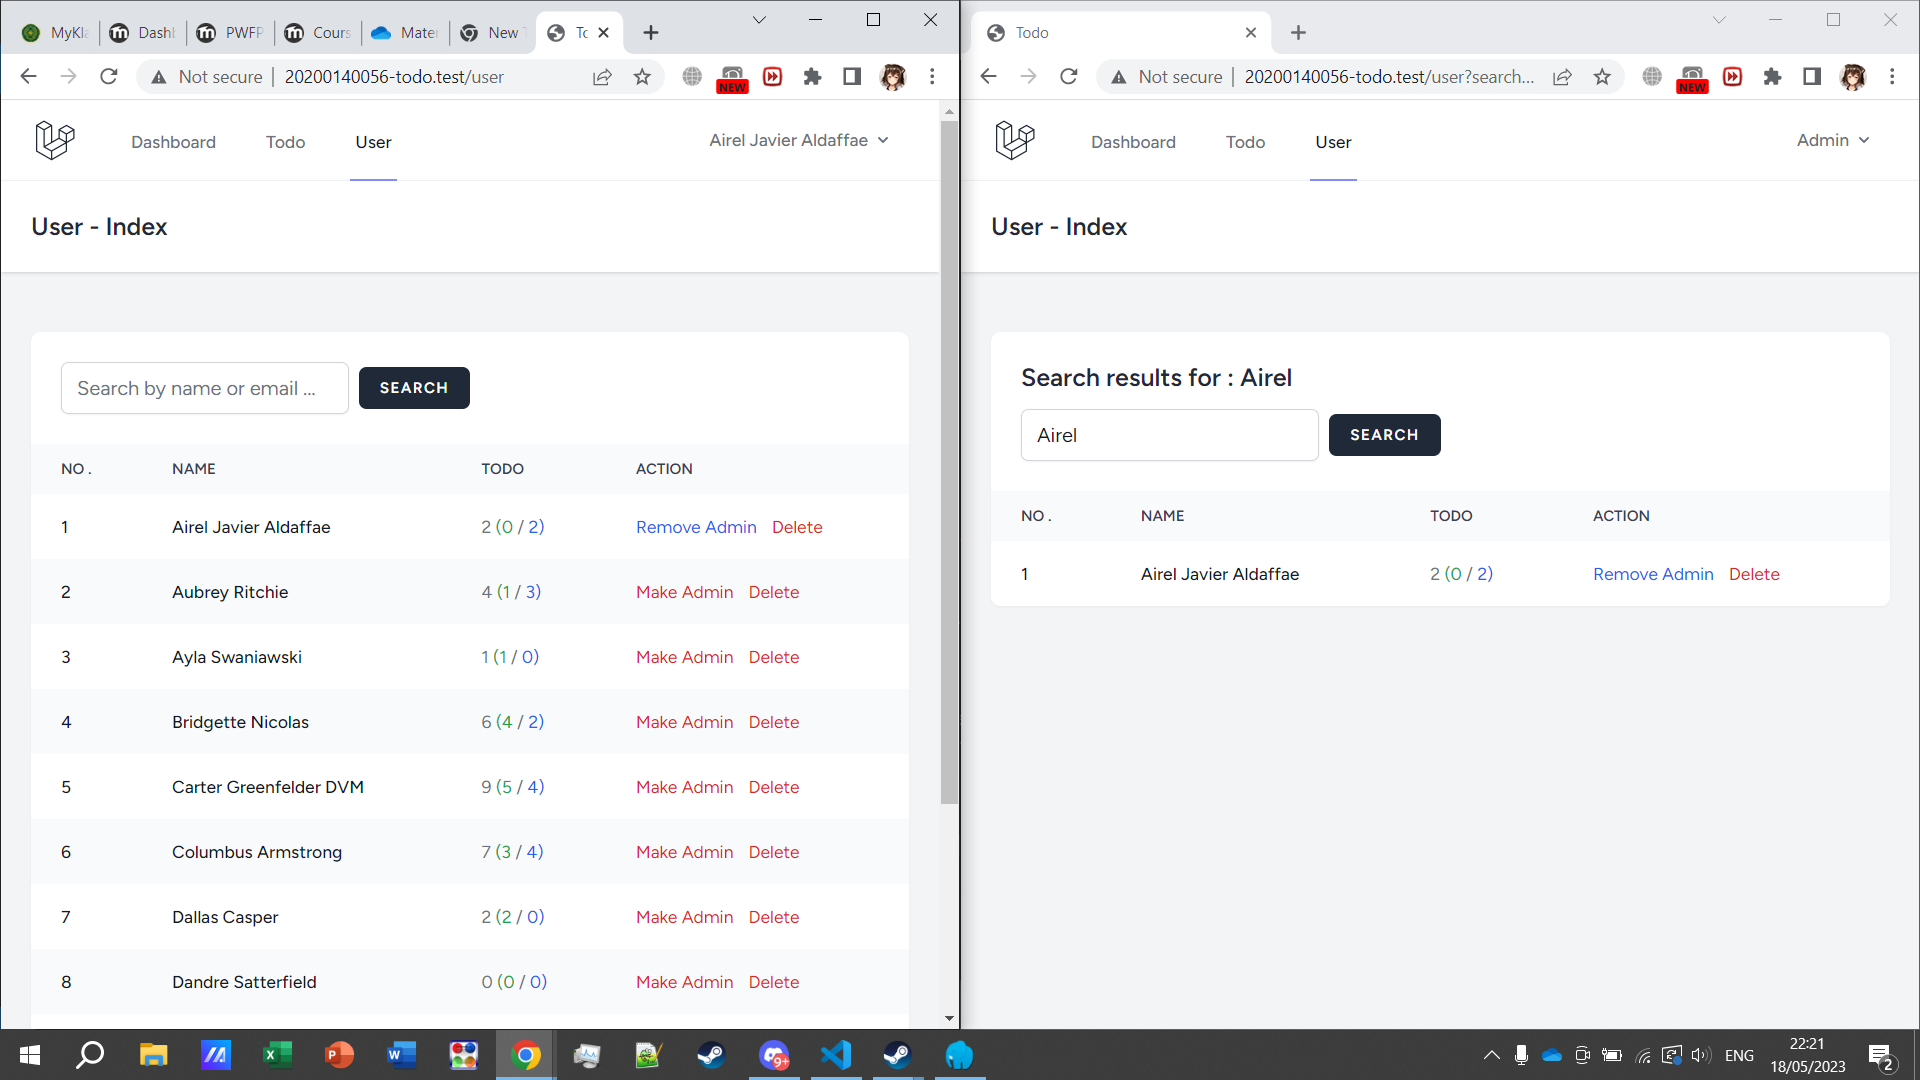 MyKla
Dashb
PWFP
Cours
Mater
New T
To
Not secure
20200140056-todo.test/user
NEW
Dashboard
Todo
User
Airel Javier Aldaffae
User - Index
Search by name or email ...
SEARCH
NO . NAME TODO ACTION
1 Airel Javier Aldaffae 2 (0 / 2) Remove Admin Delete
2 Aubrey Ritchie 4 (1 / 3) Make Admin Delete
3 Ayla Swaniawski 1 (1 / 0) Make Admin Delete
4 Bridgette Nicolas 6 (4 / 2) Make Admin Delete
5 Carter Greenfelder DVM 9 (5 / 4) Make Admin Delete
6 Columbus Armstrong 7 (3 / 4) Make Admin Delete
7 Dallas Casper 2 (2 / 0) Make Admin Delete
8 Dandre Satterfield 0 (0 / 0) Make Admin Delete
Todo
Not secure
20200140056-todo.test/user?search...
NEW
Dashboard
Todo
User
Admin
User - Index
Search results for : Airel
Airel
SEARCH
NO . NAME TODO ACTION
1 Airel Javier Aldaffae 2 (0 / 2) Remove Admin Delete
9+
ENG
22:21
18/05/2023
2